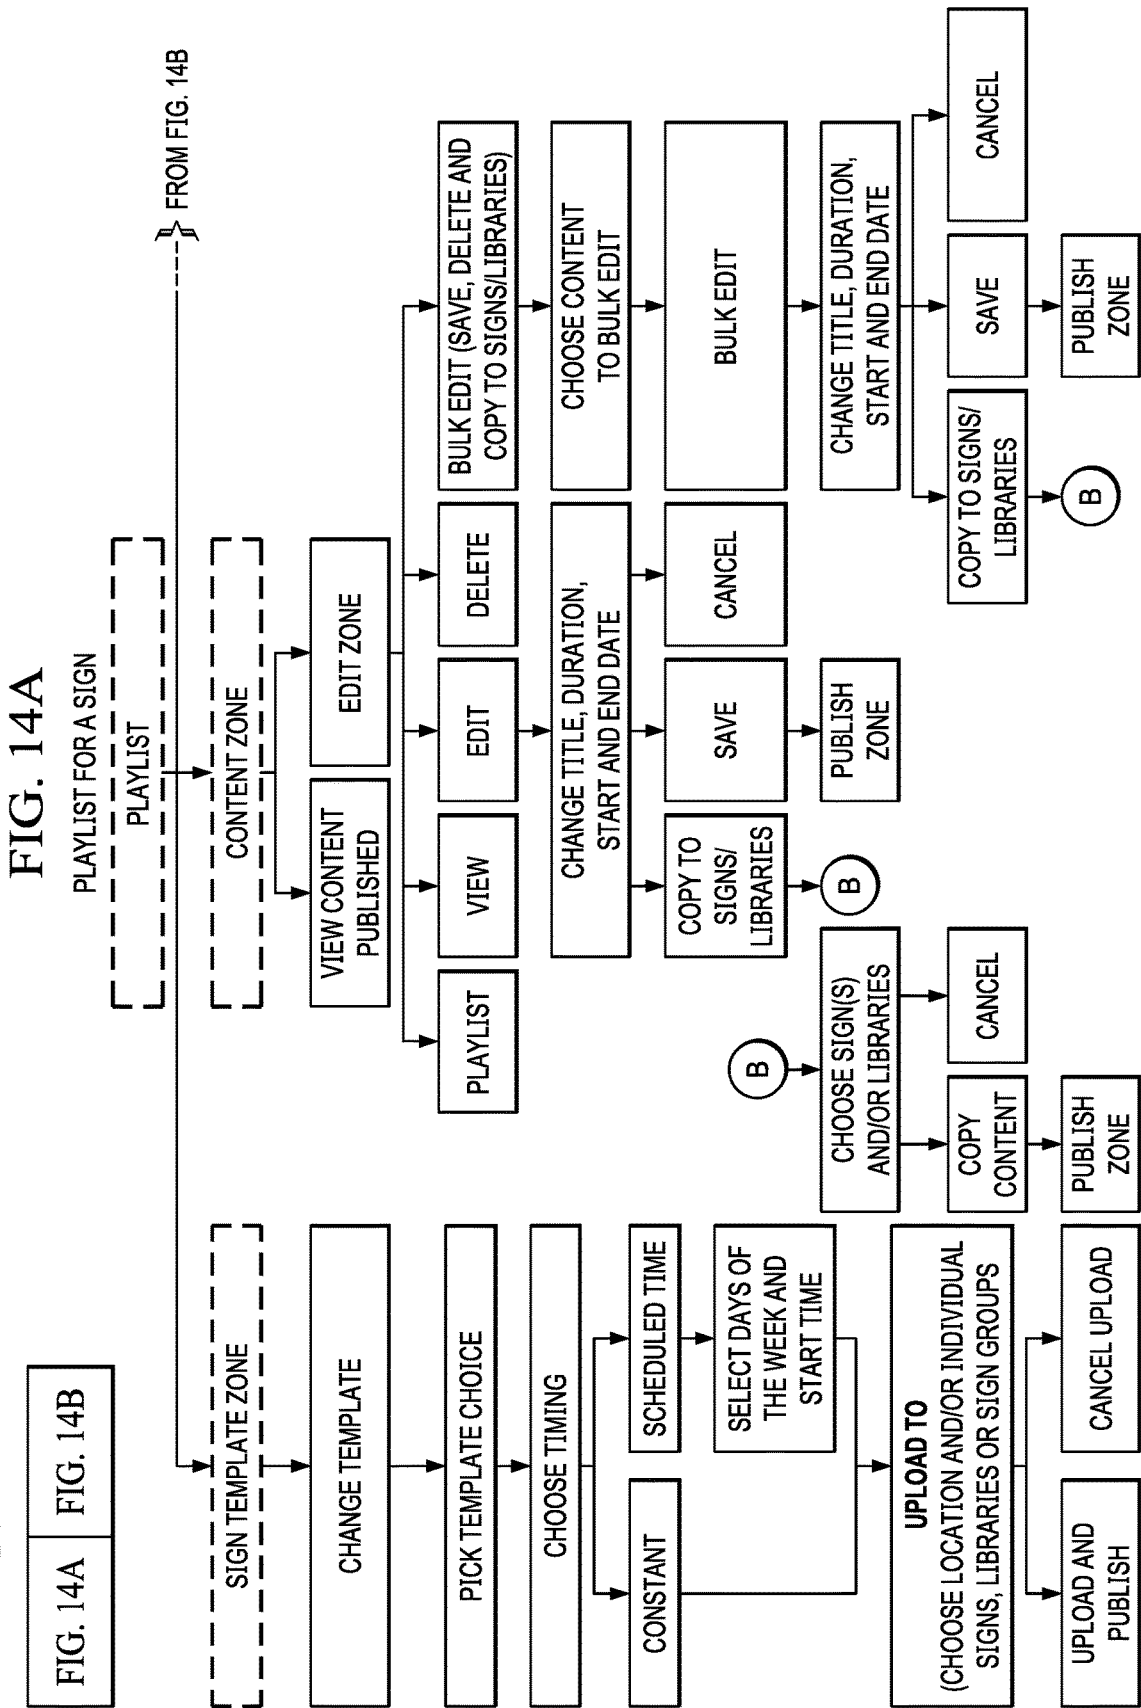 FIG. 14A
FIG. 14A
FIG. 14B
PLAYLIST FOR A SIGN
PLAYLIST
FROM FIG. 14B
SIGN TEMPLATE ZONE
CONTENT ZONE
CHANGE TEMPLATE
VIEW CONTENT
PUBLISHED
EDIT ZONE
PICK TEMPLATE CHOICE
PLAYLIST
VIEW
EDIT
DELETE
BULK EDIT (SAVE, DELETE AND
COPY TO SIGNS/LIBRARIES)
CHOOSE TIMING
CHANGE TITLE, DURATION,
START AND END DATE
CHOOSE CONTENT
TO BULK EDIT
CONSTANT
SCHEDULED TIME
COPY TO
SIGNS/
LIBRARIES
SAVE
CANCEL
BULK EDIT
SELECT DAYS OF
THE WEEK AND
START TIME
B
B
PUBLISH
ZONE
CHANGE TITLE, DURATION,
START AND END DATE
CHOOSE SIGN(S)
AND/OR LIBRARIES
UPLOAD TO
(CHOOSE LOCATION AND/OR INDIVIDUAL
SIGNS, LIBRARIES OR SIGN GROUPS
COPY
CONTENT
CANCEL
COPY TO SIGNS/
LIBRARIES
SAVE
CANCEL
UPLOAD AND
PUBLISH
CANCEL UPLOAD
PUBLISH
ZONE
B
PUBLISH
ZONE